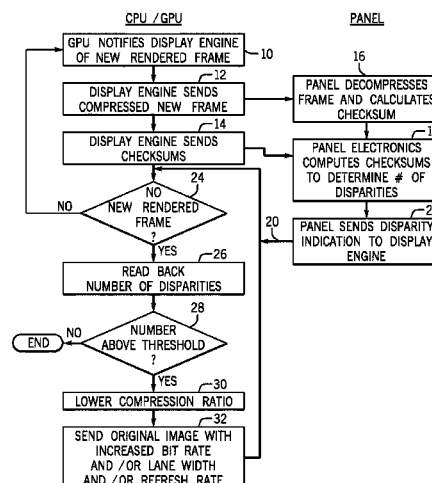 CPU / GPU
PANEL
GPU NOTIFIES DISPLAY ENGINE
OF NEW RENDERED FRAME
10
12
DISPLAY ENGINE SENDS
COMPRESSED NEW FRAME
14
DISPLAY ENGINE SENDS
CHECKSUMS
16
PANEL DECOMPRESSES
FRAME AND CALCULATES
CHECKSUM
PANEL ELECTRONICS
COMPUTES CHECKSUMS
TO DETERMINE # OF
DISPARITIES
20
PANEL SENDS DISPARITY
INDICATION TO DISPLAY
ENGINE
24
NO
NEW RENDERED
FRAME
?
NO
YES
26
READ BACK
NUMBER OF DISPARITIES
28
NUMBER
ABOVE THRESHOLD
?
NO
END
YES
30
LOWER COMPRESSION RATIO
32
SEND ORIGINAL IMAGE WITH
INCREASED BIT RATE
AND /OR LANE WIDTH
AND /OR REFRESH RATE